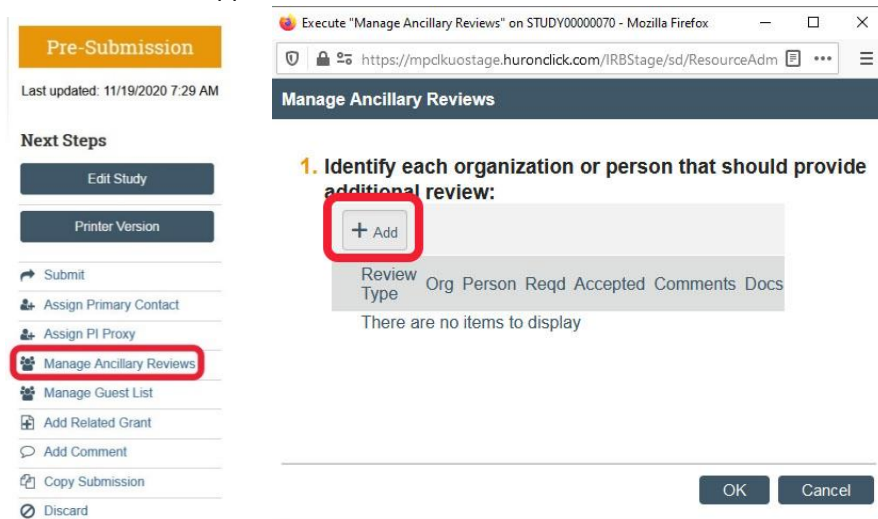 Pre-Submission
Last updated: 11/19/2020 7:29 AM
Next Steps
Edit Study
Printer Version
Submit
Assign Primary Contact
Assign PI Proxy
Manage Ancillary Reviews
Manage Guest List
Add Related Grant
Add Comment
Copy Submission
Discard
Execute "Manage Ancillary Reviews" on STUDY00000070 - Mozilla Firefox
https://mpclkuostage.huronclick.com/IRBStage/sd/ResourceAdm
Manage Ancillary Reviews
1. Identify each organization or person that should provide
additional review:
+ Add
Review Type Org Person Reqd Accepted Comments Docs
There are no items to display
OK Cancel